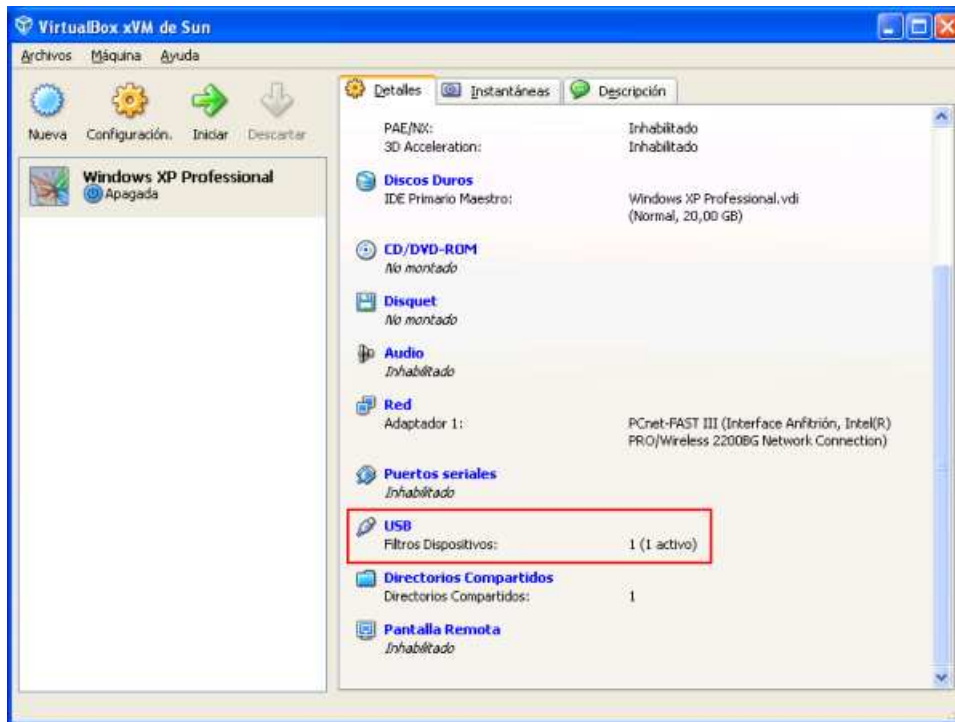 VirtualBox xVM de Sun
Archivos Máquina Ayuda
Nueva Configuración. Iniciar Descartar
Windows XP Professional
Apagada
Detalles Instantáneas Descripción
PAE/NX: Inhabilitado
3D Acceleration: Inhabilitado
Discos Duros
IDE Primario Maestro: Windows XP Professional.vdi
(Normal, 20,00 GB)
CD/DVD-ROM
No montado
Disquet
No montado
Audio
Inhabilitado
Red
Adaptador 1: PCnet-FAST III (Interface Anfitrión, Intel(R)
PRO/Wireless 2200BG Network Connection)
Puertos seriales
Inhabilitado
USB
Filtros Dispositivos: 1 (1 activo)
Directorios Compartidos
Directorios Compartidos: 1
Pantalla Remota
Inhabilitado